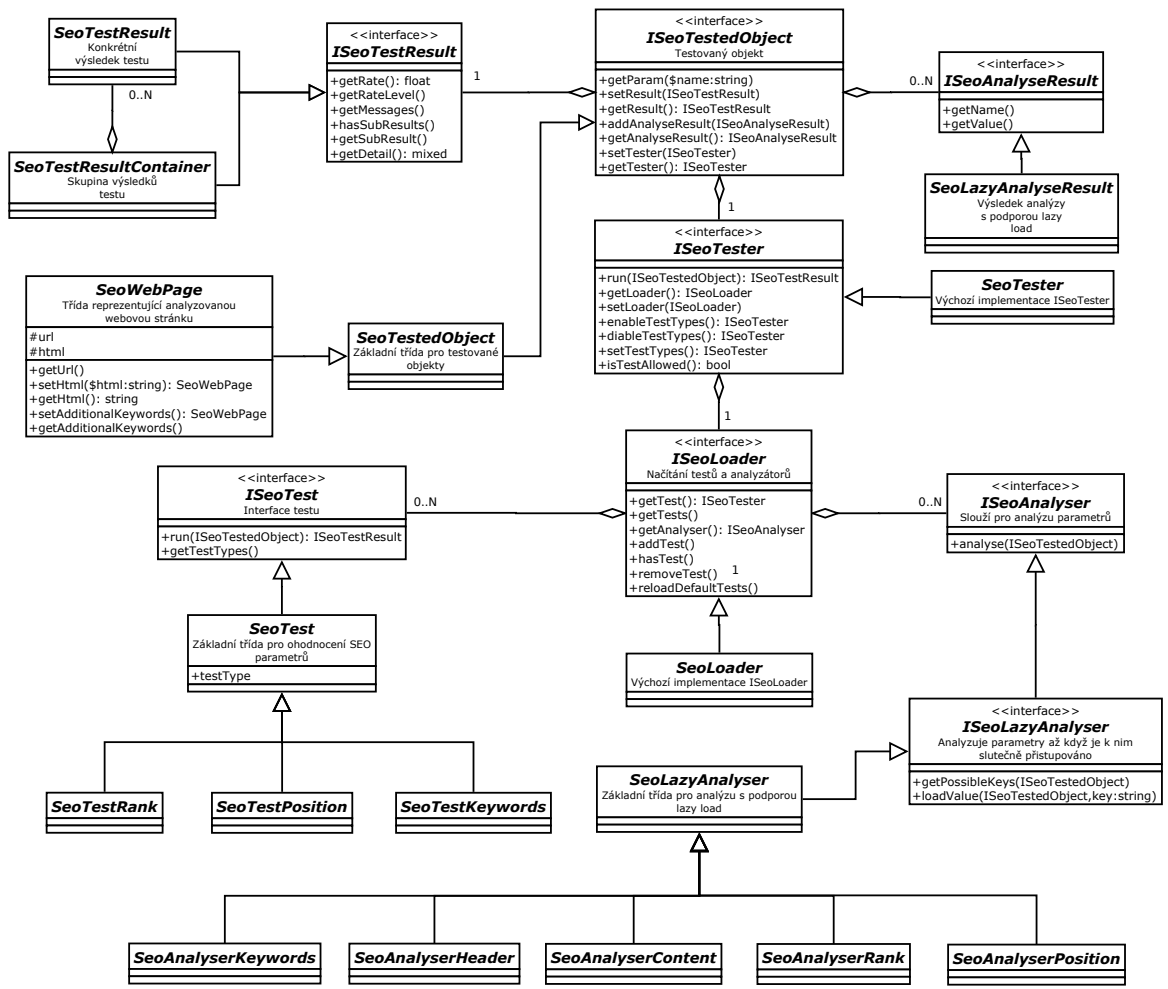 SeoTestResult
Konkrétní
výsledek testu
0..N
SeoTestResultContainer
Skupina výsledků
testu
<<interface>>
ISeoTestResult
+getRate(): float
+getRateLevel()
+getMessages()
+hasSubResults()
+getSubResult()
+getDetail(): mixed
1
<<interface>>
ISeoTestedObject
Testovaný objekt
+getParam($name:string)
+setResult(ISeoTestResult)
+getResult(): ISeoTestResult
+addAnalyseResult(ISeoAnalyseResult)
+getAnalyseResult(): ISeoAnalyseResult
+setTester(ISeoTester)
+getTester(): ISeoTester
0..N
<<interface>>
ISeoAnalyseResult
+getName()
+getValue()
SeoLazyAnalyseResult
Výsledek analýzy
s podporou lazy
load
1
<<interface>>
ISeoTester
+run(ISeoTestedObject): ISeoTestResult
+getLoader(): ISeoLoader
+setLoader(ISeoLoader)
+enableTestTypes(): ISeoTester
+diableTestTypes(): ISeoTester
+setTestTypes(): ISeoTester
+isTestAllowed(): bool
SeoTester
Výchozí implementace ISeoTester
SeoWebPage
Třída reprezentující analyzovanou
webovou stránku
#url
#html
+getUrl()
+setHtml($html:string): SeoWebPage
+getHtml(): string
+setAdditionalKeywords(): SeoWebPage
+getAdditionalKeywords()
SeoTestedObject
Základní třída pro testované
objekty
1
<<interface>>
ISeoLoader
Načítání testů a analyzátorů
+getTest(): ISeoTester
+getTests()
+getAnalyser(): ISeoAnalyser
+addTest()
+hasTest()
+removeTest()
1
+reloadDefaultTests()
<<interface>>
ISeoTest
Interface testu
+run(ISeoTestedObject): ISeoTestResult
+getTestTypes()
0..N
0..N
<<interface>>
ISeoAnalyser
Slouží pro analýzu parametrů
+analyse(ISeoTestedObject)
SeoTest
Základní třída pro ohodnocení SEO
parametrů
+testType
SeoLoader
Výchozí implementace ISeoLoader
<<interface>>
ISeoLazyAnalyser
Analyzuje parametry až když je k nim
slutečně přistupováno
+getPossibleKeys(ISeoTestedObject)
+loadValue(ISeoTestedObject,key:string)
SeoTestRank
SeoTestPosition
SeoTestKeywords
SeoLazyAnalyser
Základní třída pro analýzu s podporou
lazy load
SeoAnalyserKeywords
SeoAnalyserHeader
SeoAnalyserContent
SeoAnalyserRank
SeoAnalyserPosition